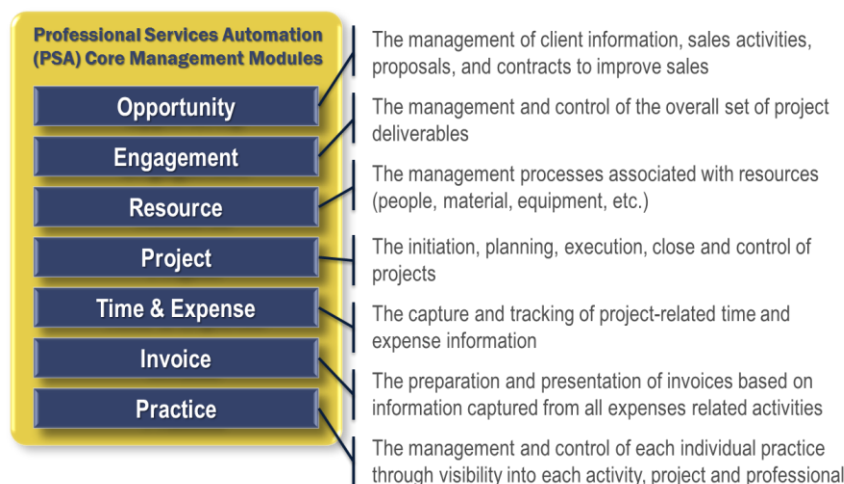 Professional Services Automation
(PSA) Core Management Modules
Opportunity
The management of client information, sales activities,
proposals, and contracts to improve sales
Engagement
The management and control of the overall set of project
deliverables
Resource
The management processes associated with resources
(people, material, equipment, etc.)
Project
The initiation, planning, execution, close and control of
projects
Time & Expense
The capture and tracking of project-related time and
expense information
Invoice
The preparation and presentation of invoices based on
information captured from all expenses related activities
Practice
The management and control of each individual practice
through visibility into each activity, project and professional